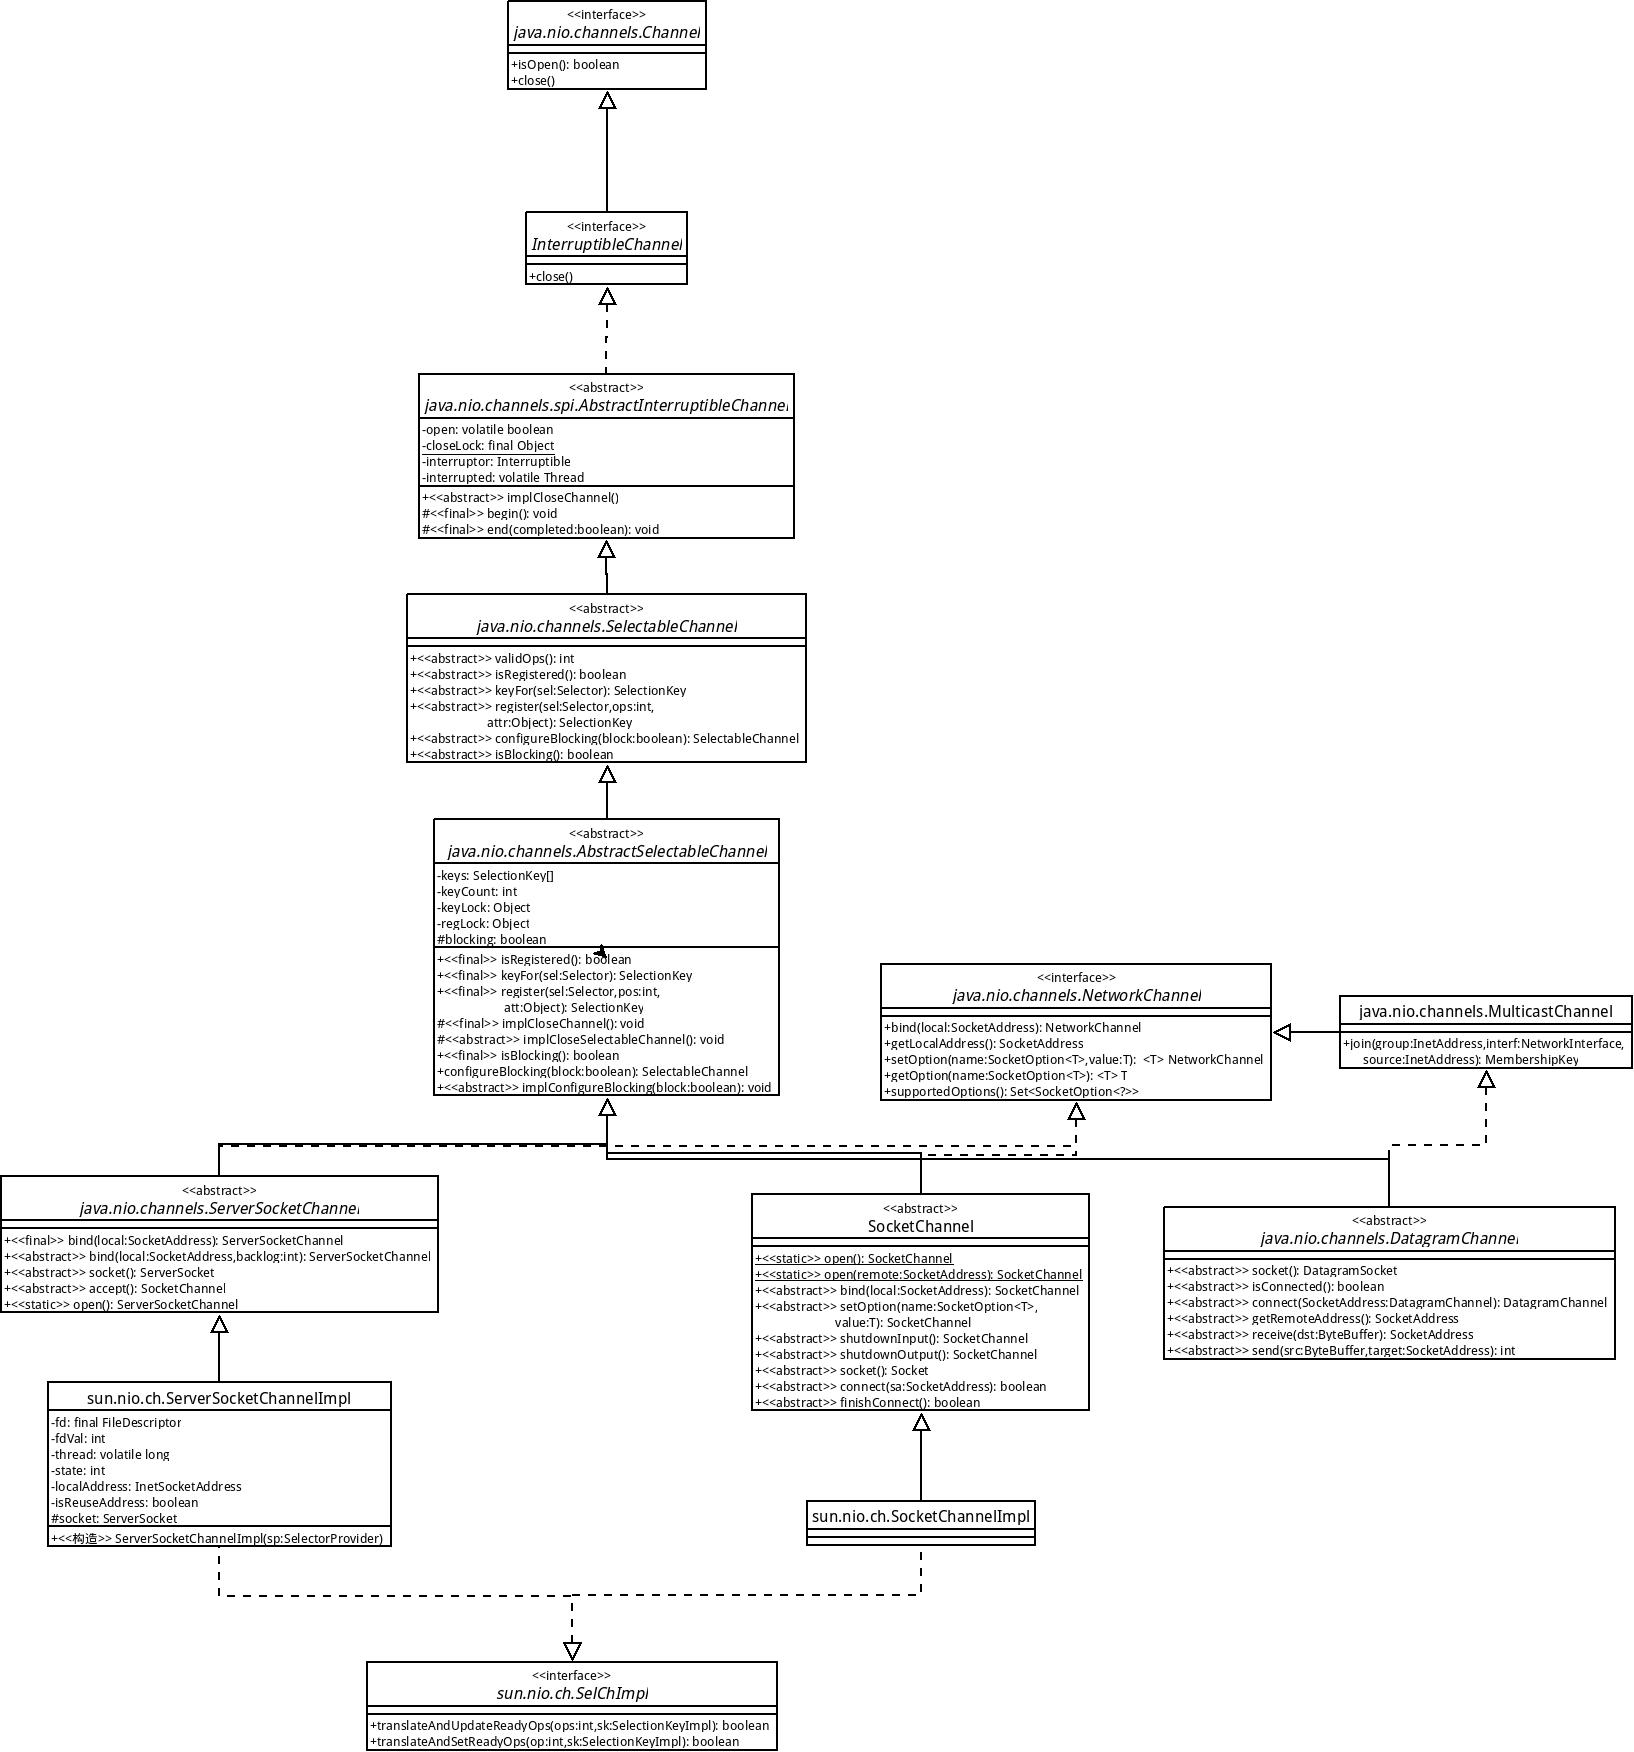 <<interface>>
java.nio.channels.Channel
+isOpen(): boolean
+close()
<<interface>>
InterruptibleChannel
+close()
<<abstract>>
java.nio.channels.spi.AbstractInterruptibleChannel
-open: volatile boolean
-closeLock: final Object
-interruptor: Interruptible
-interrupted: volatile Thread
+<<abstract>> implCloseChannel()
#<<final>> begin(): void
#<<final>> end(completed:boolean): void
<<abstract>>
java.nio.channels.SelectableChannel
+<<abstract>> validOps(): int
+<<abstract>> isRegistered(): boolean
+<<abstract>> keyFor(sel:Selector): SelectionKey
+<<abstract>> register(sel:Selector,ops:int,
attr:Object): SelectionKey
+<<abstract>> configureBlocking(block:boolean): SelectableChannel
+<<abstract>> isBlocking(): boolean
<<abstract>>
java.nio.channels.AbstractSelectableChannel
-keys: SelectionKey[]
-keyCount: int
-keyLock: Object
-regLock: Object
#blocking: boolean
+<<final>> isRegistered(): boolean
+<<final>> keyFor(sel:Selector): SelectionKey
+<<final>> register(sel:Selector,pos:int,
att:Object): SelectionKey
#<<final>> implCloseChannel(): void
#<<abstract>> implCloseSelectableChannel(): void
+<<final>> isBlocking(): boolean
+configureBlocking(block:boolean): SelectableChannel
+<<abstract>> implConfigureBlocking(block:boolean): void
<<interface>>
java.nio.channels.NetworkChannel
+bind(local:SocketAddress): NetworkChannel
+getLocalAddress(): SocketAddress
+setOption(name:SocketOption<T>,value:T): <T> NetworkChannel
+getOption(name:SocketOption<T>): <T> T
+supportedOptions(): Set<SocketOption<?>>
java.nio.channels.MulticastChannel
+join(group:InetAddress,interf:NetworkInterface,
source:InetAddress): MembershipKey
<<abstract>>
java.nio.channels.ServerSocketChannel
+<<final>> bind(local:SocketAddress): ServerSocketChannel
+<<abstract>> bind(local:SocketAddress,backlog:int): ServerSocketChannel
+<<abstract>> socket(): ServerSocket
+<<abstract>> accept(): SocketChannel
+<<static>> open(): ServerSocketChannel
<<abstract>>
SocketChannel
+<<static>> open(): SocketChannel
+<<static>> open(remote:SocketAddress): SocketChannel
+<<abstract>> bind(local:SocketAddress): SocketChannel
+<<abstract>> setOption(name:SocketOption<T>,
value:T): SocketChannel
+<<abstract>> shutdownInput(): SocketChannel
+<<abstract>> shutdownOutput(): SocketChannel
+<<abstract>> socket(): Socket
+<<abstract>> connect(sa:SocketAddress): boolean
+<<abstract>> finishConnect(): boolean
<<abstract>>
java.nio.channels.DatagramChannel
+<<abstract>> socket(): DatagramSocket
+<<abstract>> isConnected(): boolean
+<<abstract>> connect(SocketAddress:DatagramChannel): DatagramChannel
+<<abstract>> getRemoteAddress(): SocketAddress
+<<abstract>> receive(dst:ByteBuffer): SocketAddress
+<<abstract>> send(src:ByteBuffer,target:SocketAddress): int
sun.nio.ch.ServerSocketChannelImpl
-fd: final FileDescriptor
-fdVal: int
-thread: volatile long
-state: int
-localAddress: InetSocketAddress
-isReuseAddress: boolean
#socket: ServerSocket
+<<构造>> ServerSocketChannelImpl(sp:SelectorProvider)
sun.nio.ch.SocketChannelImpl
<<interface>>
sun.nio.ch.SelChImpl
+translateAndUpdateReadyOps(ops:int,sk:SelectionKeyImpl): boolean
+translateAndSetReadyOps(op:int,sk:SelectionKeyImpl): boolean